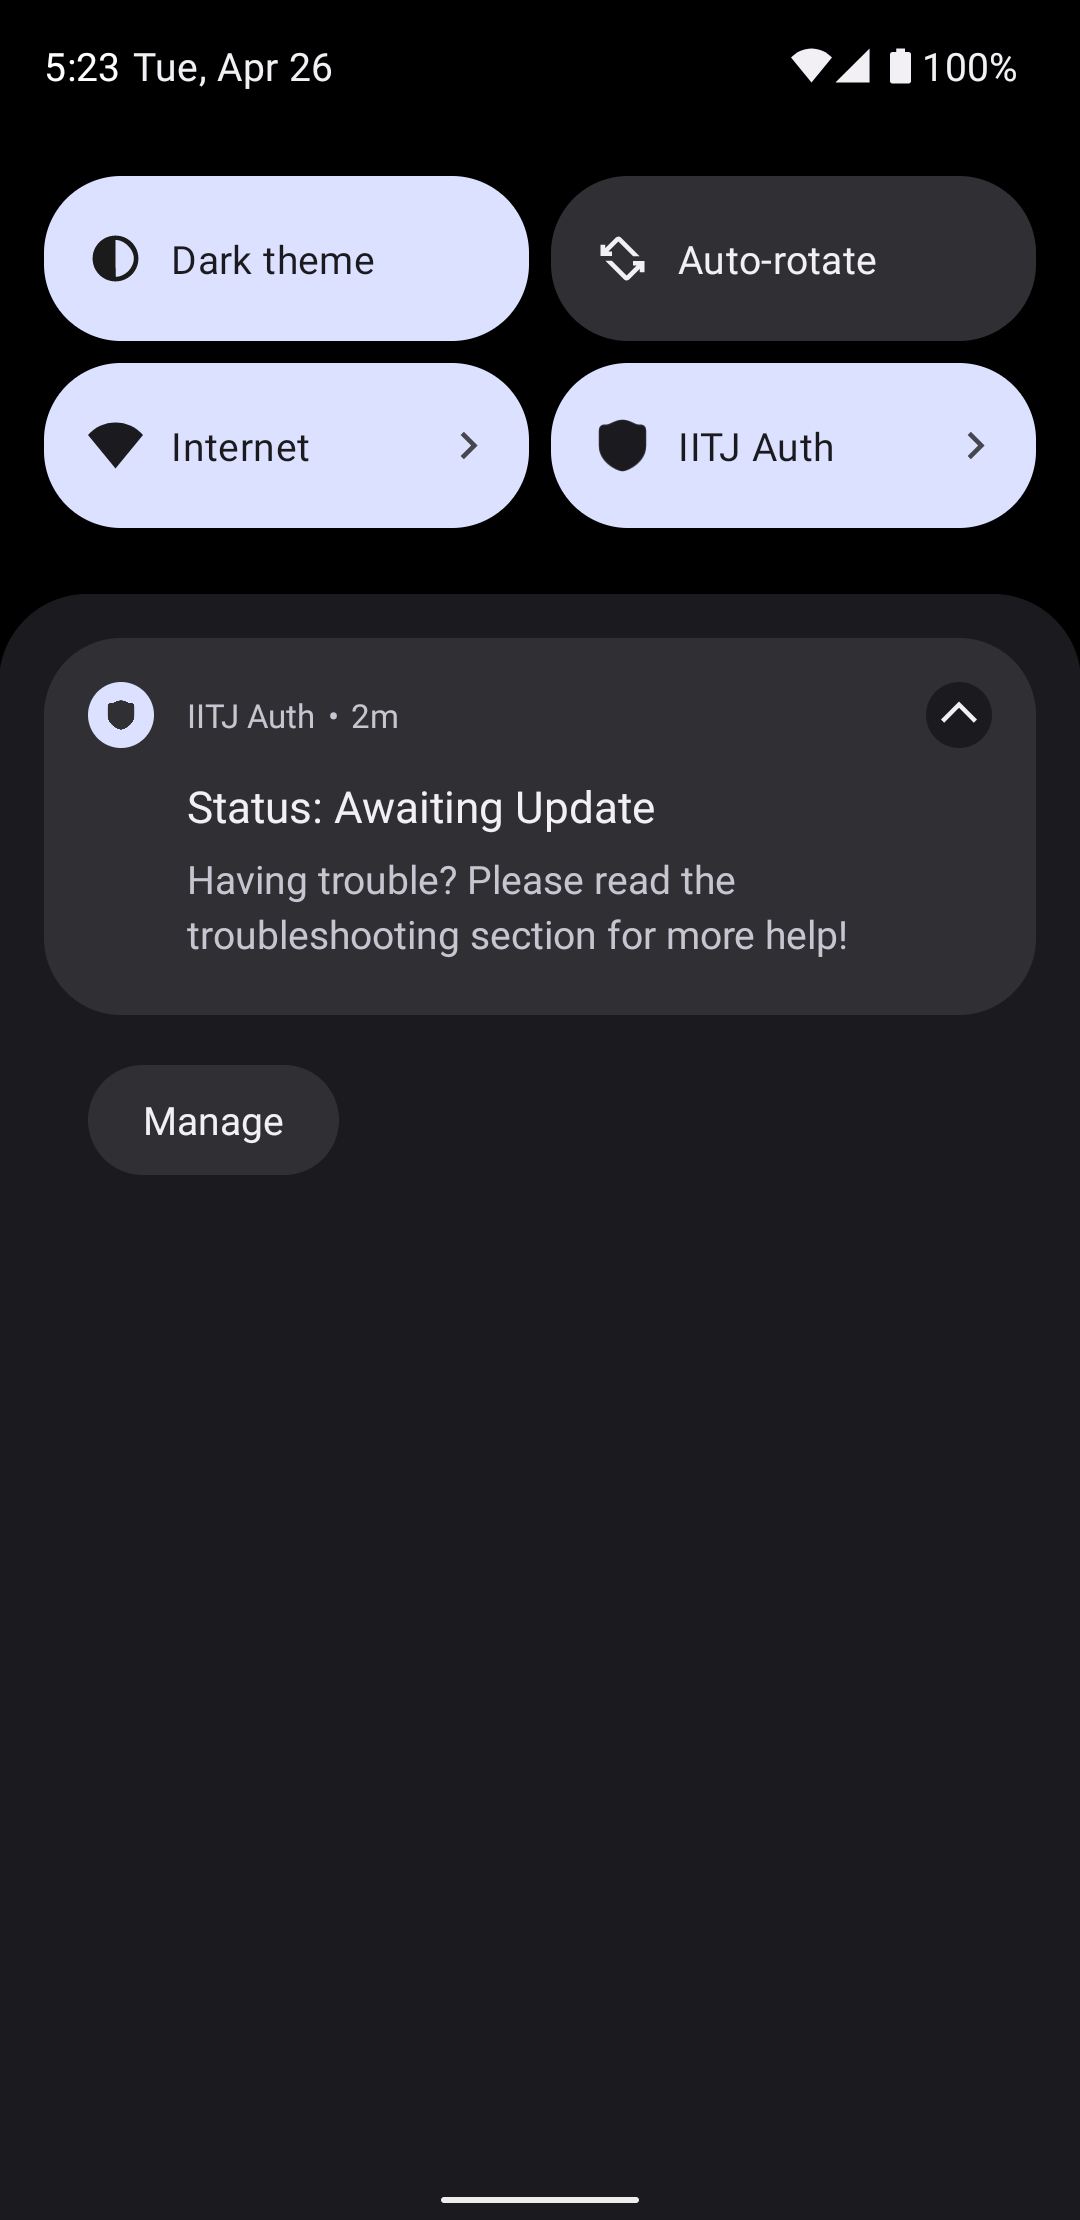 5:23 Tue, Apr 26
100%
Dark theme
Auto-rotate
Internet
IITJ Auth
IITJ Auth • 2m
Status: Awaiting Update
Having trouble? Please read the
troubleshooting section for more help!
Manage